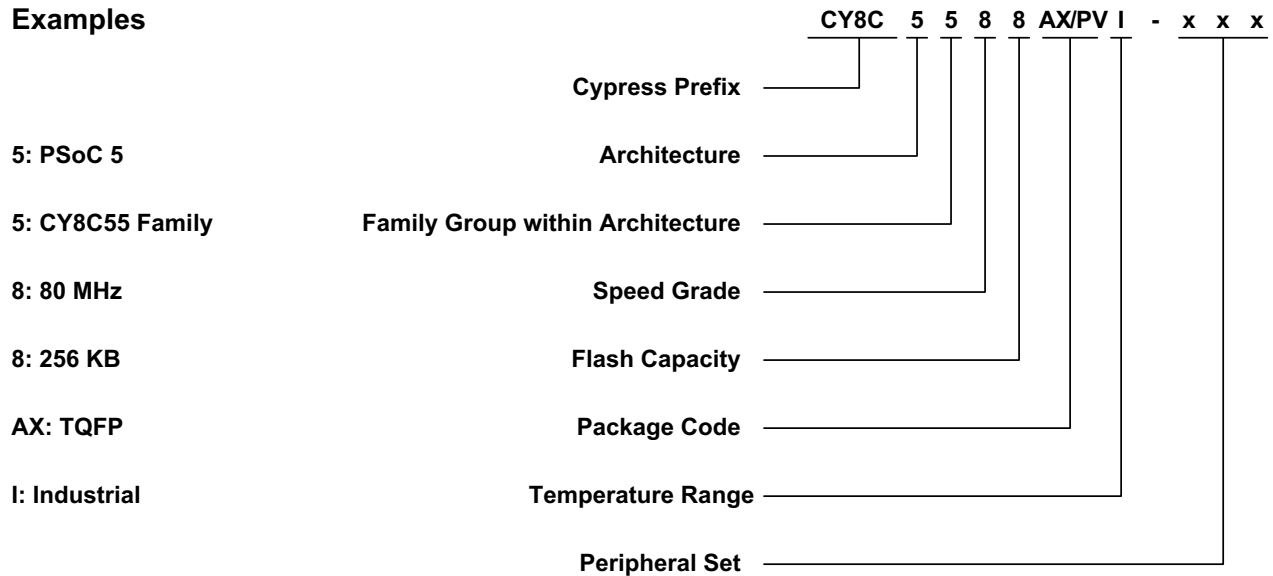 Examples CY8C 5 5 8 8 AX/PV I - x x x
Cypress Prefix
5: PSoC 5 Architecture
5: CY8C55 Family Family Group within Architecture
8: 80 MHz Speed Grade
8: 256 KB Flash Capacity
AX: TQFP Package Code
I: Industrial Temperature Range
Peripheral Set